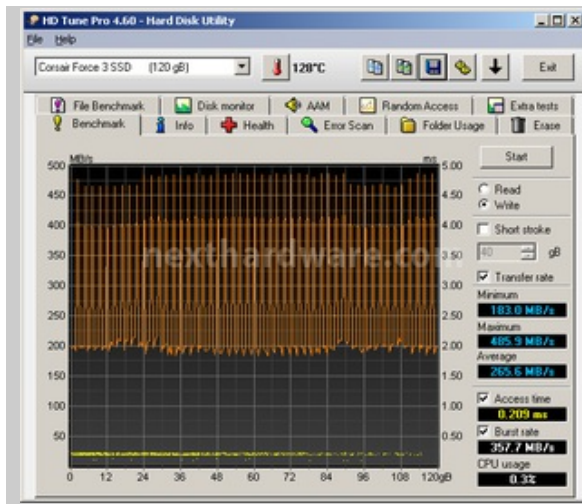 HD Tune Pro 4.60 - Hard Disk Utility
File Help
Corsair Force 3 SSD (120 gB)
128°C
Exit
File Benchmark Disk monitor AAM Random Access Extra tests
Benchmark Info Health Error Scan Folder Usage Erase
MB/s ms
Start
500 5.00
450 4.50
400 4.00
350 3.50
300 3.00
250 2.50
200 2.00
150 1.50
100 1.00
50 0.50
0 12 24 36 48 60 72 84 96 108 120gB
nexthardware.com
Read
Write
Short stroke
40 gB
Transfer rate
Minimum
183.0 MB/s
Maximum
485.9 MB/s
Average
265.6 MB/s
Access time
0.209 ms
Burst rate
357.7 MB/s
CPU usage
0.3%